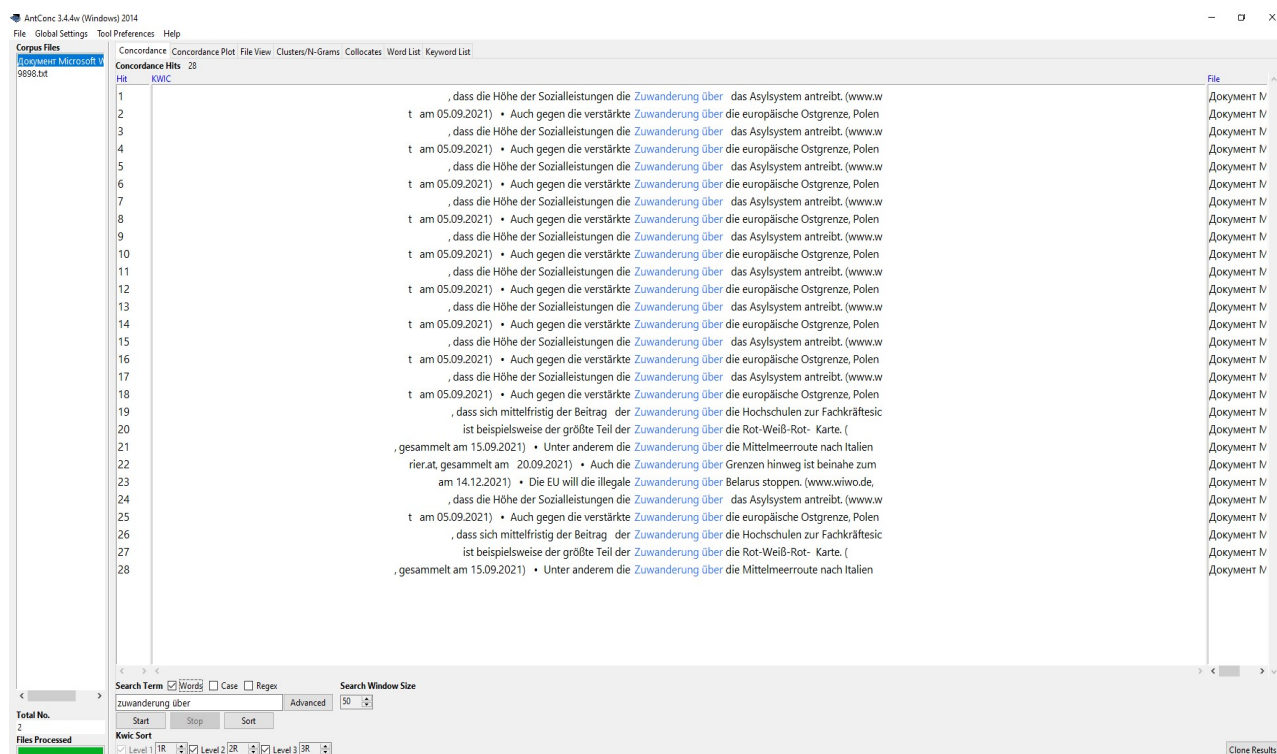 AntConc 3.4.4w (Windows) 2014
File Global Settings Tool Preferences Help
Corpus Files
Документ Microsoft W
9898.txt
Concordance Concordance Plot File View Clusters/N-Grams Collocates Word List Keyword List
Concordance Hits 28
Hit KWIC File
1 , dass die Höhe der Sozialleistungen die Zuwanderung über das Asylsystem antreibt. (www.w Документ М
2 t am 05.09.2021) • Auch gegen die verstärkte Zuwanderung über die europäische Ostgrenze, Polen Документ М
3 , dass die Höhe der Sozialleistungen die Zuwanderung über das Asylsystem antreibt. (www.w Документ М
4 t am 05.09.2021) • Auch gegen die verstärkte Zuwanderung über die europäische Ostgrenze, Polen Документ М
5 , dass die Höhe der Sozialleistungen die Zuwanderung über das Asylsystem antreibt. (www.w Документ М
6 t am 05.09.2021) • Auch gegen die verstärkte Zuwanderung über die europäische Ostgrenze, Polen Документ М
7 , dass die Höhe der Sozialleistungen die Zuwanderung über das Asylsystem antreibt. (www.w Документ М
8 t am 05.09.2021) • Auch gegen die verstärkte Zuwanderung über die europäische Ostgrenze, Polen Документ М
9 , dass die Höhe der Sozialleistungen die Zuwanderung über das Asylsystem antreibt. (www.w Документ М
10 t am 05.09.2021) • Auch gegen die verstärkte Zuwanderung über die europäische Ostgrenze, Polen Документ М
11 , dass die Höhe der Sozialleistungen die Zuwanderung über das Asylsystem antreibt. (www.w Документ М
12 t am 05.09.2021) • Auch gegen die verstärkte Zuwanderung über die europäische Ostgrenze, Polen Документ М
13 , dass die Höhe der Sozialleistungen die Zuwanderung über das Asylsystem antreibt. (www.w Документ М
14 t am 05.09.2021) • Auch gegen die verstärkte Zuwanderung über die europäische Ostgrenze, Polen Документ М
15 , dass die Höhe der Sozialleistungen die Zuwanderung über das Asylsystem antreibt. (www.w Документ М
16 t am 05.09.2021) • Auch gegen die verstärkte Zuwanderung über die europäische Ostgrenze, Polen Документ М
17 , dass die Höhe der Sozialleistungen die Zuwanderung über das Asylsystem antreibt. (www.w Документ М
18 t am 05.09.2021) • Auch gegen die verstärkte Zuwanderung über die europäische Ostgrenze, Polen Документ М
19 , dass sich mittelfristig der Beitrag der Zuwanderung über die Hochschulen zur Fachkräftesic Документ М
20 ist beispielsweise der größte Teil der Zuwanderung über die Rot-Weiß-Rot- Karte. ( Документ М
21 , gesammelt am 15.09.2021) • Unter anderem die Zuwanderung über die Mittelmeerroute nach Italien Документ М
22 rier.at, gesammelt am 20.09.2021) • Auch die Zuwanderung über Grenzen hinweg ist beinahe zum Документ М
23 am 14.12.2021) • Die EU will die illegale Zuwanderung über Belarus stoppen. (www.wiwo.de, Документ М
24 , dass die Höhe der Sozialleistungen die Zuwanderung über das Asylsystem antreibt. (www.w Документ М
25 t am 05.09.2021) • Auch gegen die verstärkte Zuwanderung über die europäische Ostgrenze, Polen Документ М
26 , dass sich mittelfristig der Beitrag der Zuwanderung über die Hochschulen zur Fachkräftesic Документ М
27 ist beispielsweise der größte Teil der Zuwanderung über die Rot-Weiß-Rot- Karte. ( Документ М
28 , gesammelt am 15.09.2021) • Unter anderem die Zuwanderung über die Mittelmeerroute nach Italien Документ М
Search Term Words Case Regex Search Window Size
zuwanderung über Advanced 50
Start Stop Sort
Total No.
2
Files Processed
Kwic Sort
Level 1 1R Level 2 2R Level 3 3R
Clone Results